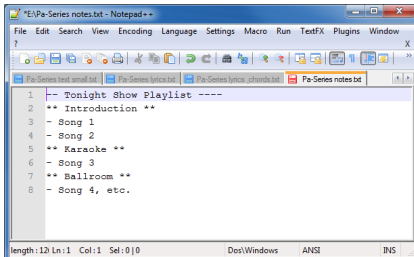 *E:\Pa-Series notes.txt - Notepad++
File Edit Search View Encoding Language Settings Macro Run TextFX Plugins Window
? X
Pa-Series text small.txt Pa-Series lyrics.txt Pa-Series lyrics_chords.txt Pa-Series notes.txt
1 -- Tonight Show Playlist ----
2 ** Introduction **
3 - Song 1
4 - Song 2
5 ** Karaoke **
6 - Song 3
7 ** Ballroom **
8 - Song 4, etc.
length : 12 Ln : 1 Col : 1 Sel : 0 | 0 Dos\Windows ANSI INS